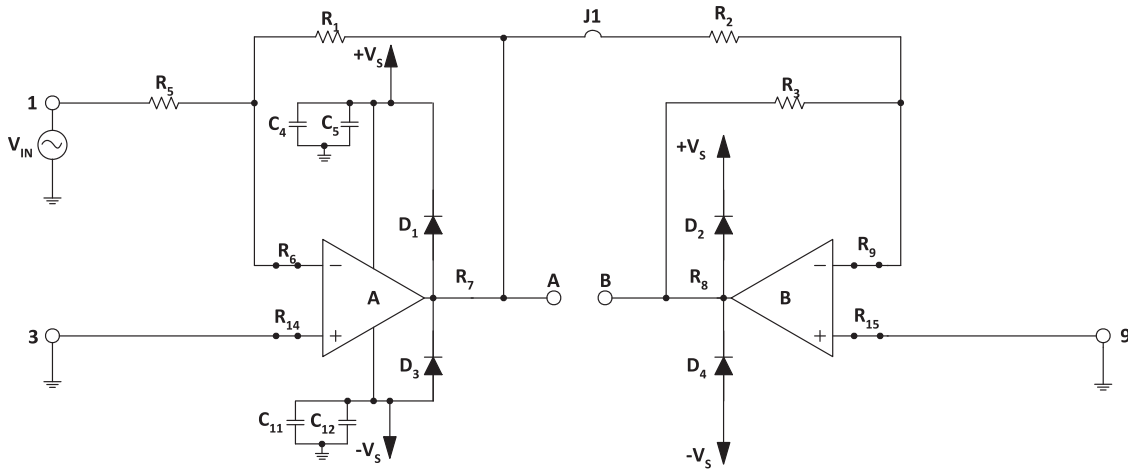 R1
J1
R2
+VS
R5
R3
1
C4
C5
VIN
+VS
D1
D2
R6
R9
R7
A
B
R8
A
B
3
R14
R15
9
D3
D4
C11
C12
-VS
-VS